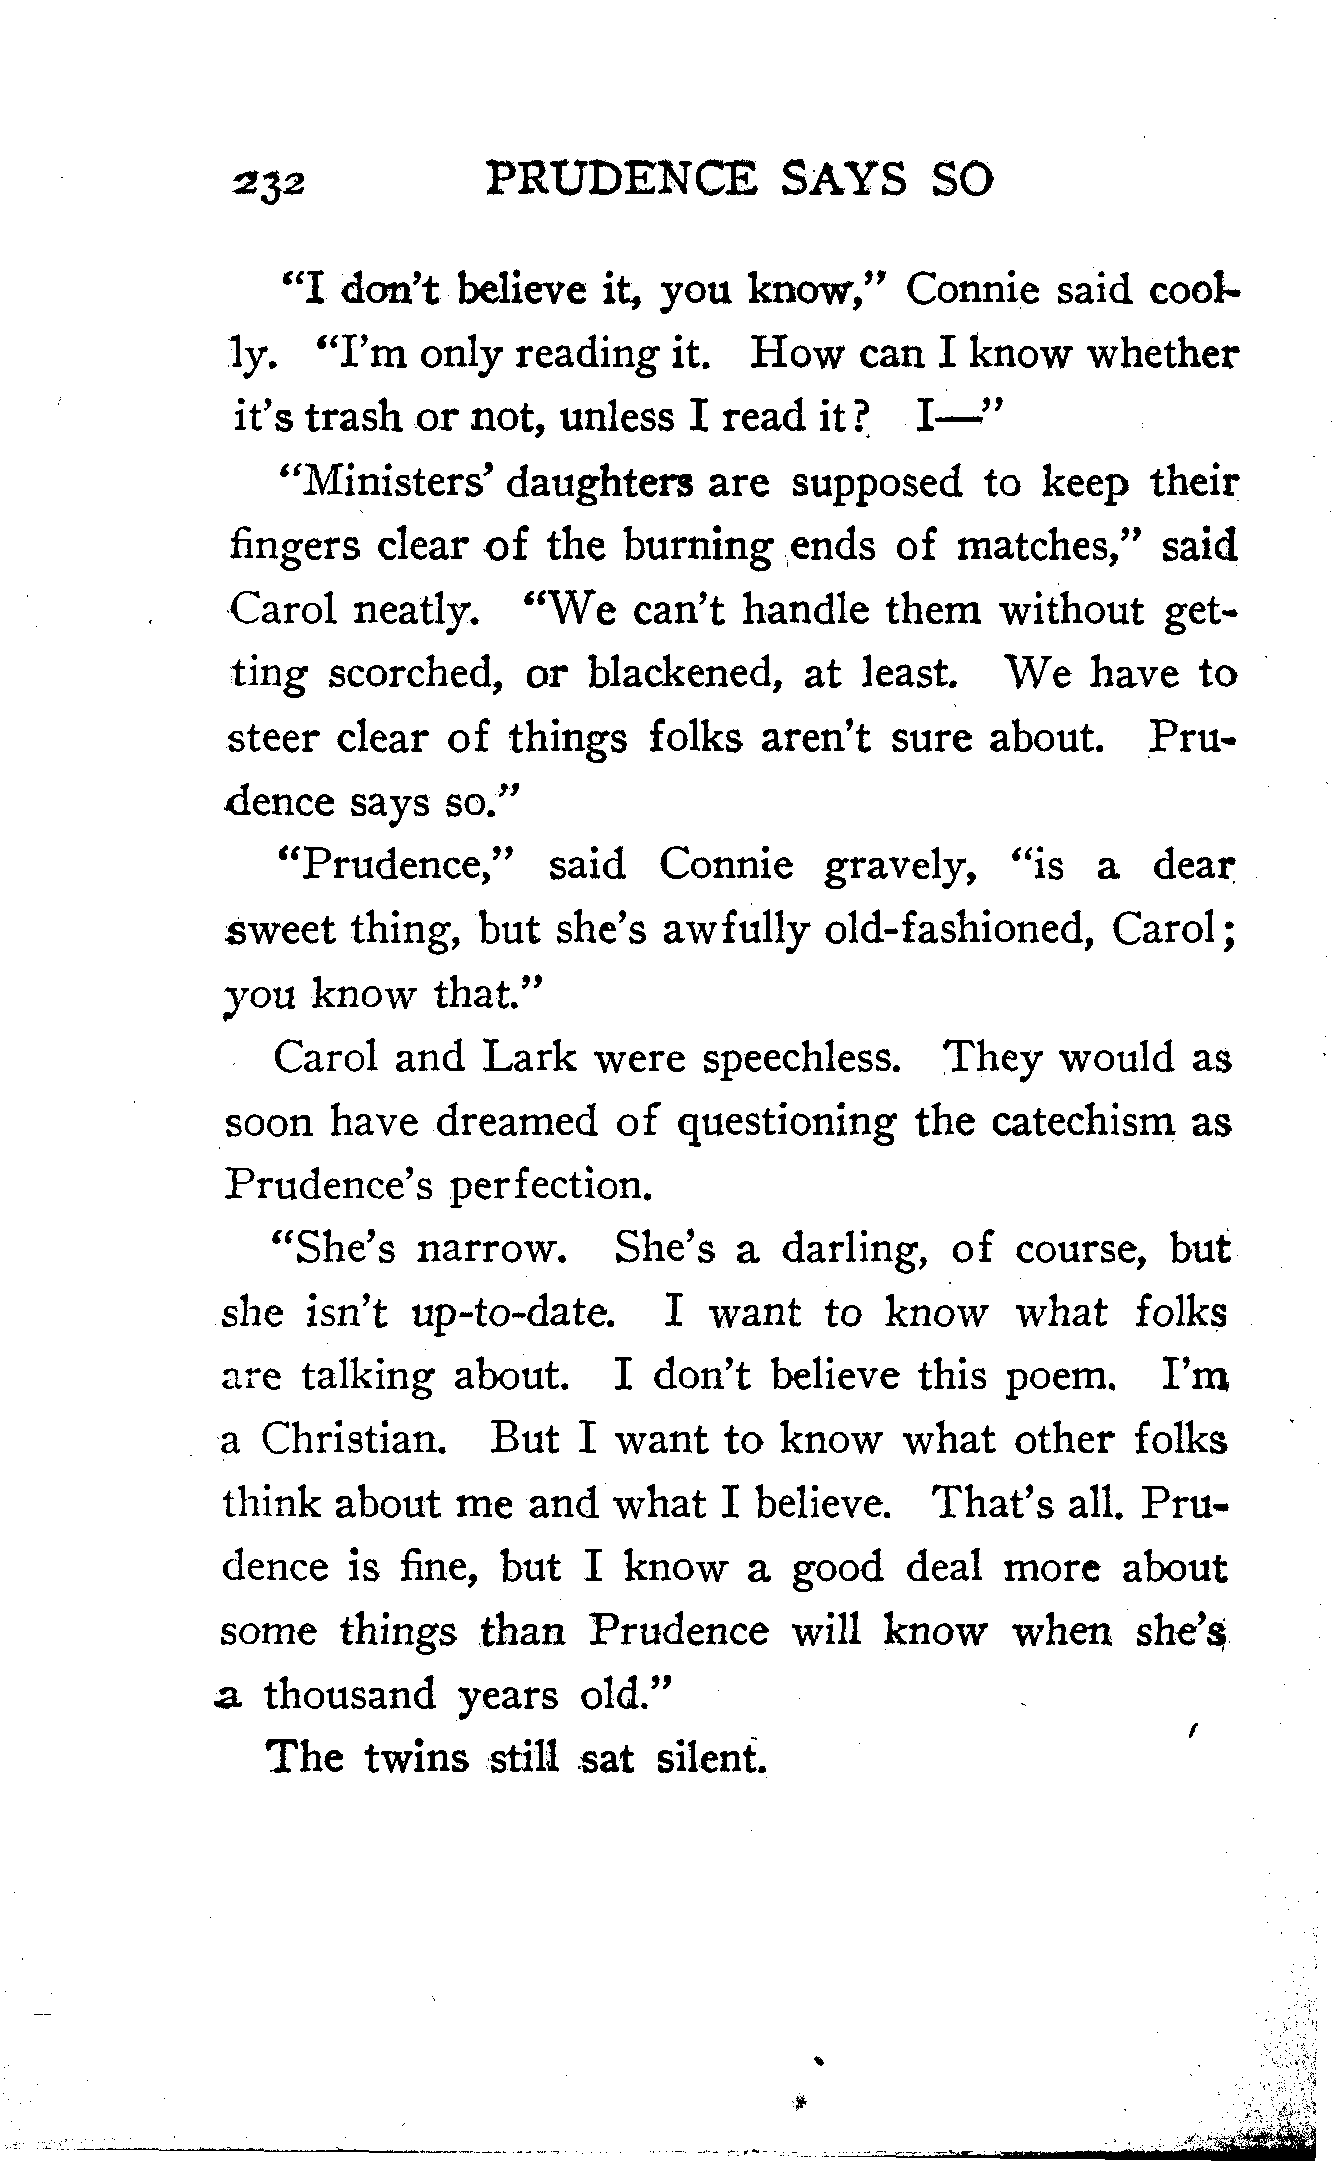 232 PRUDENCE SAYS SO
“I don’t believe it, you know,” Connie said cool-
ly. “I’m only reading it. How can I know whether
it’s trash or not, unless I read it? I—”
“Ministers’ daughters are supposed to keep their
fingers clear of the burning ends of matches,” said
Carol neatly. “We can’t handle them without get-
ting scorched, or blackened, at least. We have to
steer clear of things folks aren’t sure about. Pru-
dence says so.”
“Prudence,” said Connie gravely, “is a dear
sweet thing, but she’s awfully old-fashioned, Carol;
you know that.”
Carol and Lark were speechless. They would as
soon have dreamed of questioning the catechism as
Prudence’s perfection.
“She’s narrow. She’s a darling, of course, but
she isn’t up-to-date. I want to know what folks
are talking about. I don’t believe this poem. I’m
a Christian. But I want to know what other folks
think about me and what I believe. That’s all. Pru-
dence is fine, but I know a good deal more about
some things than Prudence will know when she’s
a thousand years old.”
The twins still sat silent.